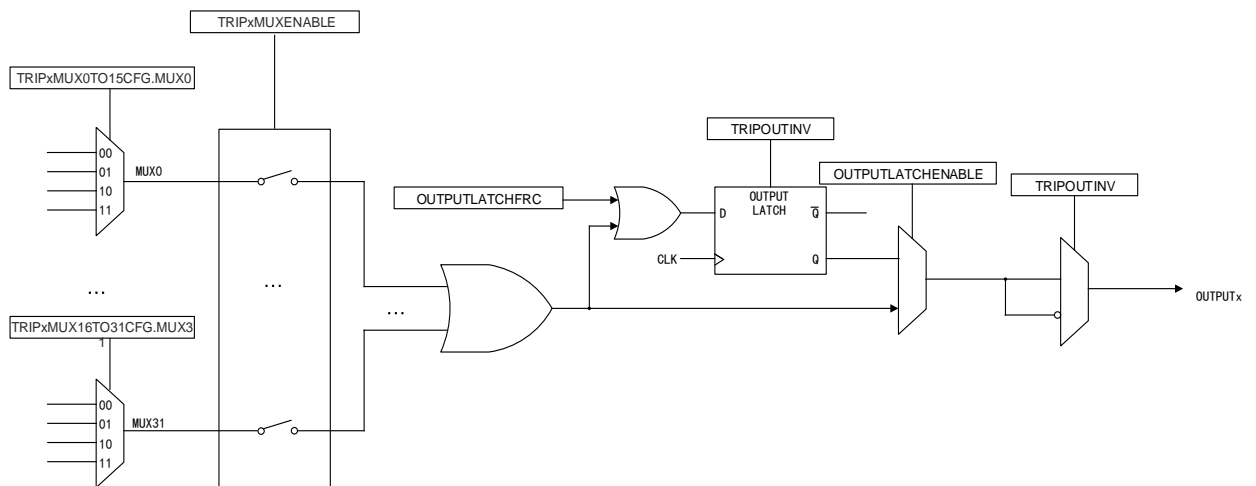 TRIPxMUXENABLE
TRIPxMUX0TO15CFG.MUX0
00
01
10
11
MUX0
...
TRIPxMUX16TO31CFG.MUX3
1
00
01
10
11
MUX31
...
...
OUTPUTLATCHFRC
CLK
TRIPOUTINV
OUTPUT
LATCH
D
Q
Q
OUTPUTLATCHENABLE
TRIPOUTINV
OUTPUTx